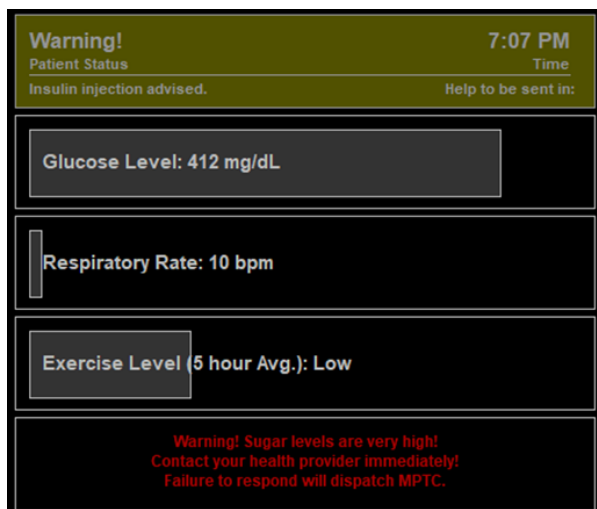 Warning! 7:07 PM
Patient Status Time
Insulin injection advised. Help to be sent in:
Glucose Level: 412 mg/dL
Respiratory Rate: 10 bpm
Exercise Level (5 hour Avg.): Low
Warning! Sugar levels are very high!
Contact your health provider immediately!
Failure to respond will dispatch MPTC.